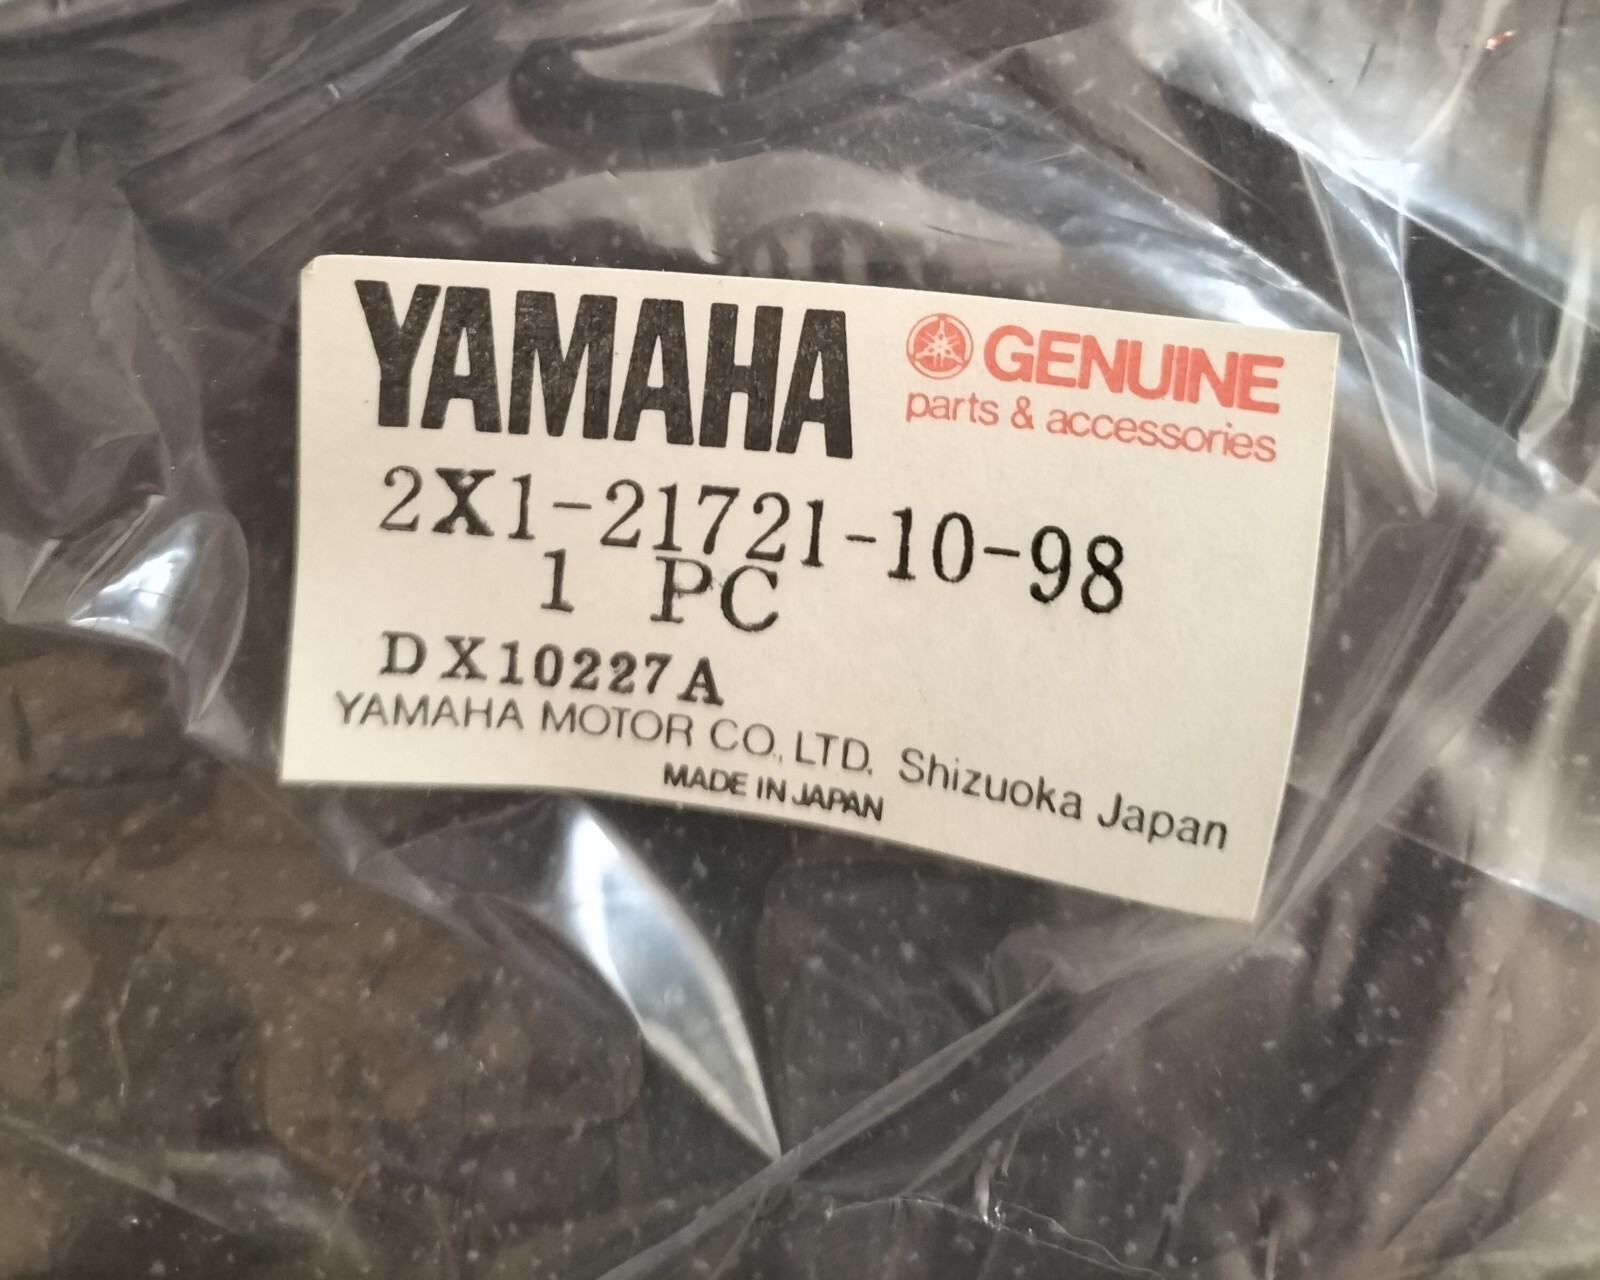 YAMAHA
GENUINE
parts & accessories
2X1-21721-10-98
1 PC
DX10227A
YAMAHA MOTOR CO., LTD. Shizuoka Japan
MADE IN JAPAN